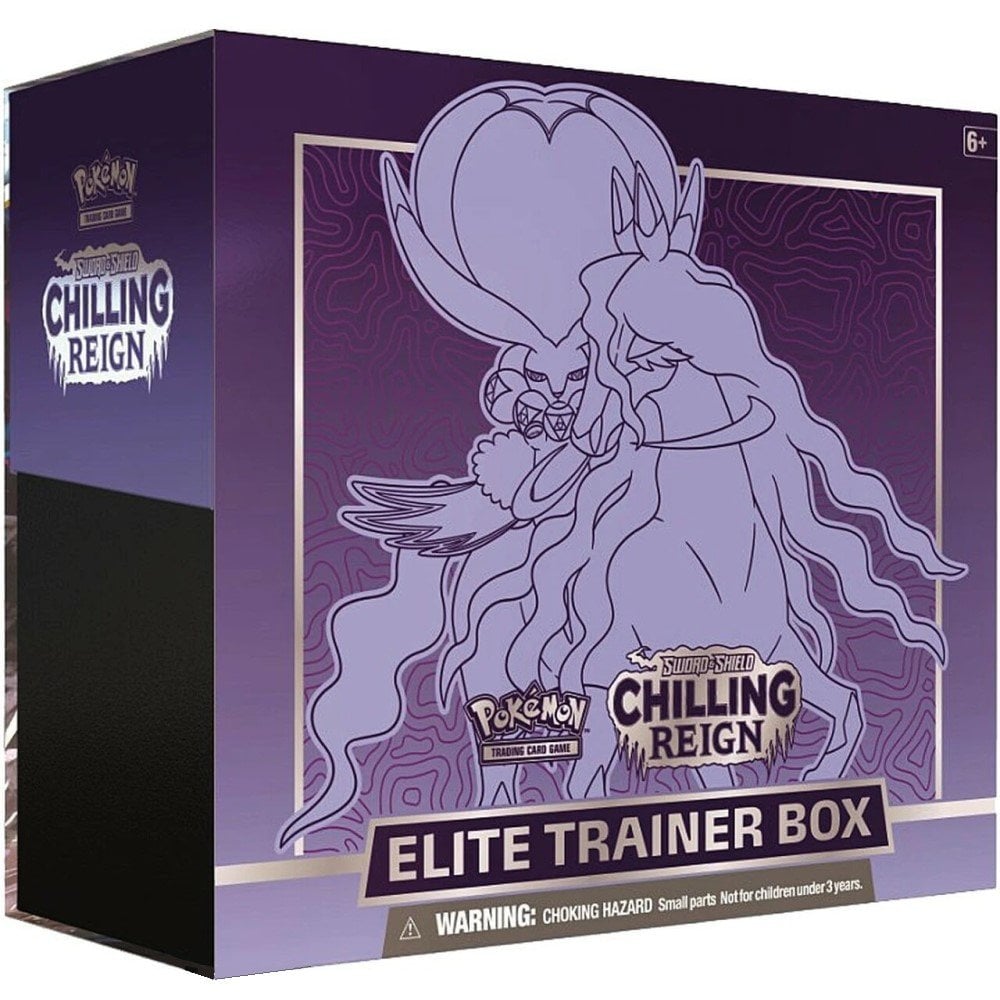 6+
Pokémon
TRADING CARD GAME
SWORD & SHIELD
CHILLING
REIGN
Pokémon™
TRADING CARD GAME
SWORD & SHIELD
CHILLING
REIGN
ELITE TRAINER BOX
WARNING: CHOKING HAZARD Small parts Not for children under 3 years.